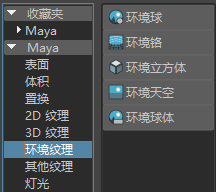 收藏夹
Maya
Maya
表面
体积
置换
2D 纹理
3D 纹理
环境纹理
其他纹理
灯光
环境球
环境铬
环境立方体
环境天空
环境球体